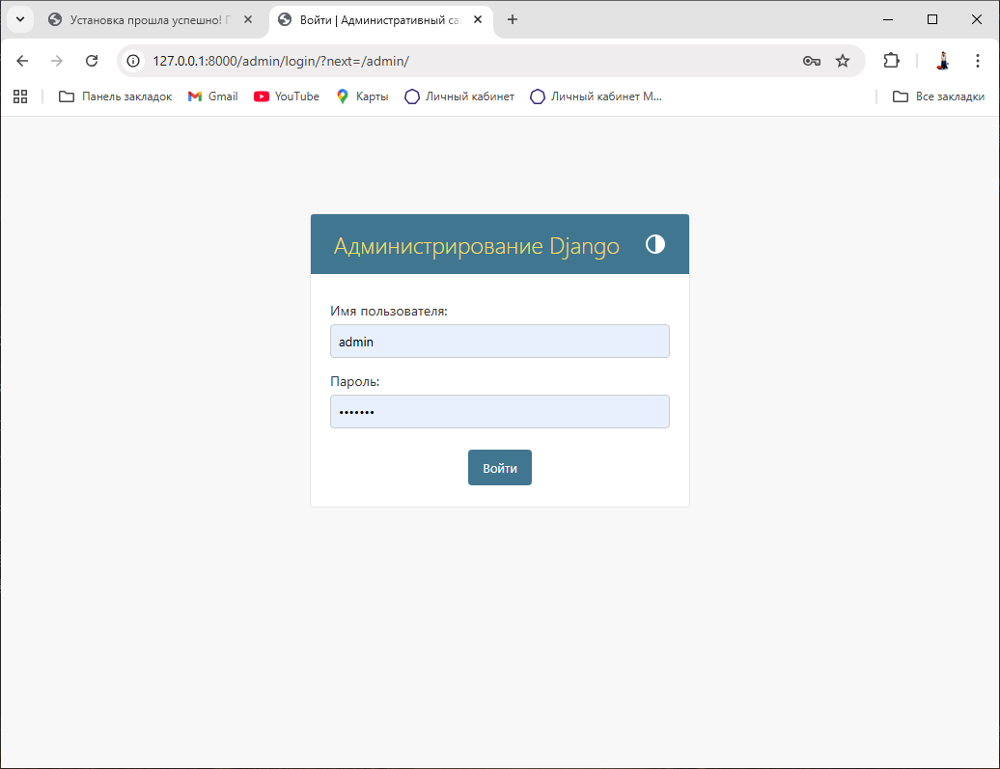 Установка прошла успешно! П
Войти | Административный са
127.0.0.1:8000/admin/login/?next=/admin/
Панель закладок
Gmail
YouTube
Карты
Личный кабинет
Личный кабинет М...
Все закладки
Администрирование Django
Имя пользователя:
admin
Пароль:
•••••••
Войти